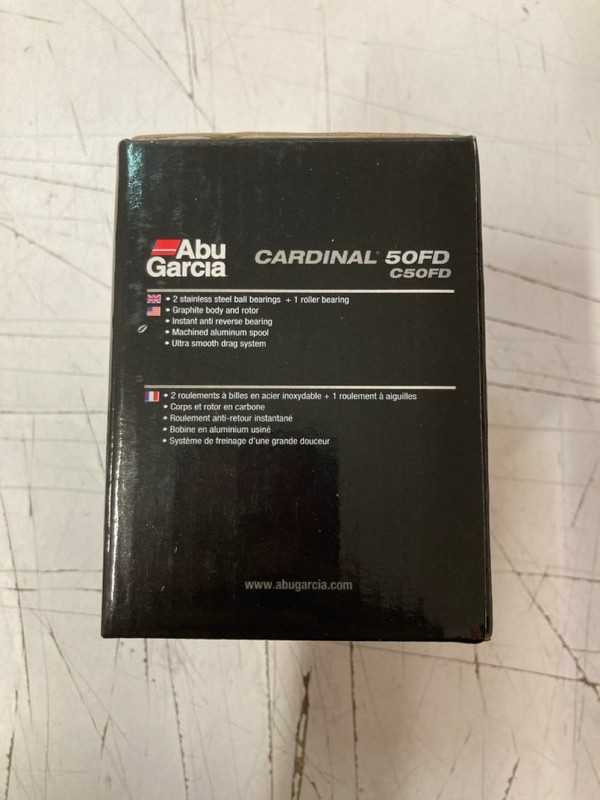 Abu
Garcia
CARDINAL 50FD
C50FD
• 2 stainless steel ball bearings + 1 roller bearing
• Graphite body and rotor
• Instant anti reverse bearing
• Machined aluminum spool
• Ultra smooth drag system
• 2 roulements à billes en acier inoxydable + 1 roulement à aiguilles
• Corps et rotor en carbone
• Roulement anti-retour instantané
• Bobine en aluminium usiné
• Système de freinage d'une grande douceur
www.abugarcia.com